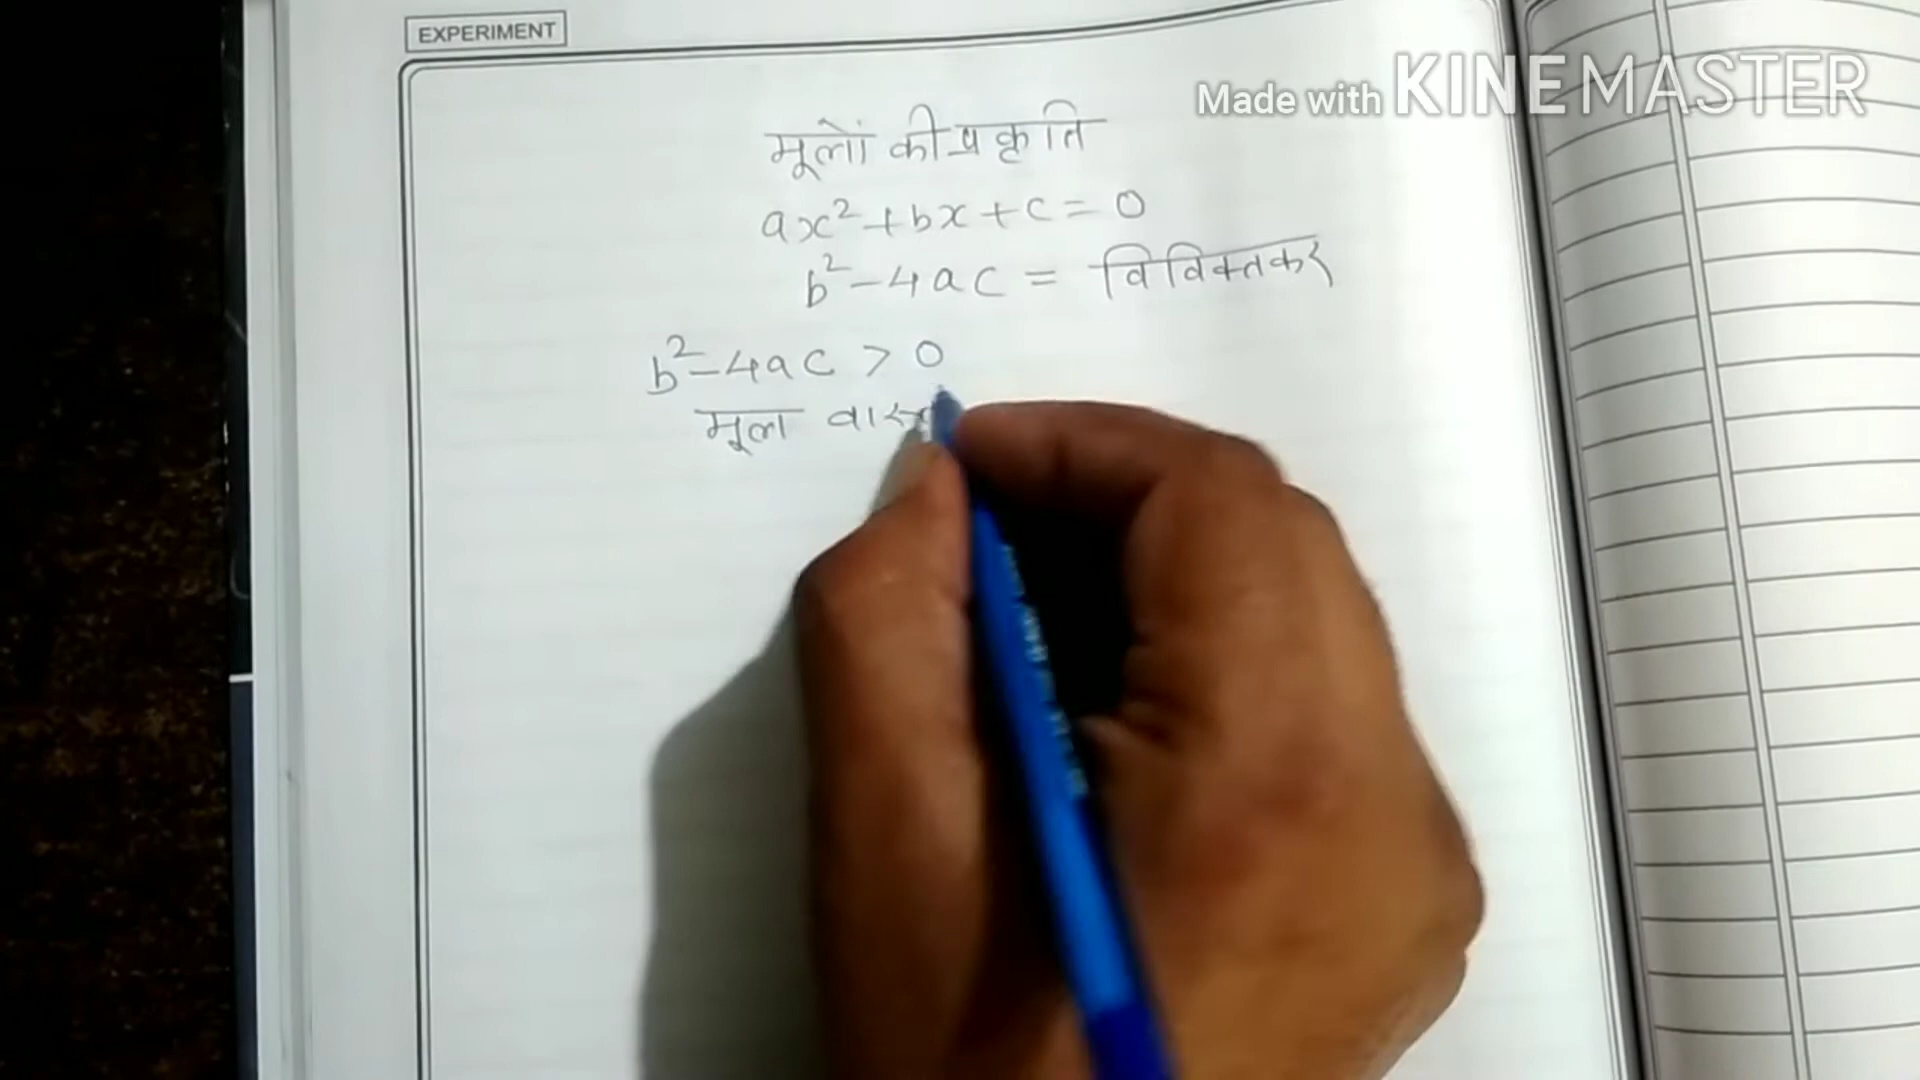 EXPERIMENT
Made with KINEMASTER
मूलों की प्रकृति
ax² + bx + c = 0
b² - 4ac = विविक्तकर
b² - 4ac > 0
मूल